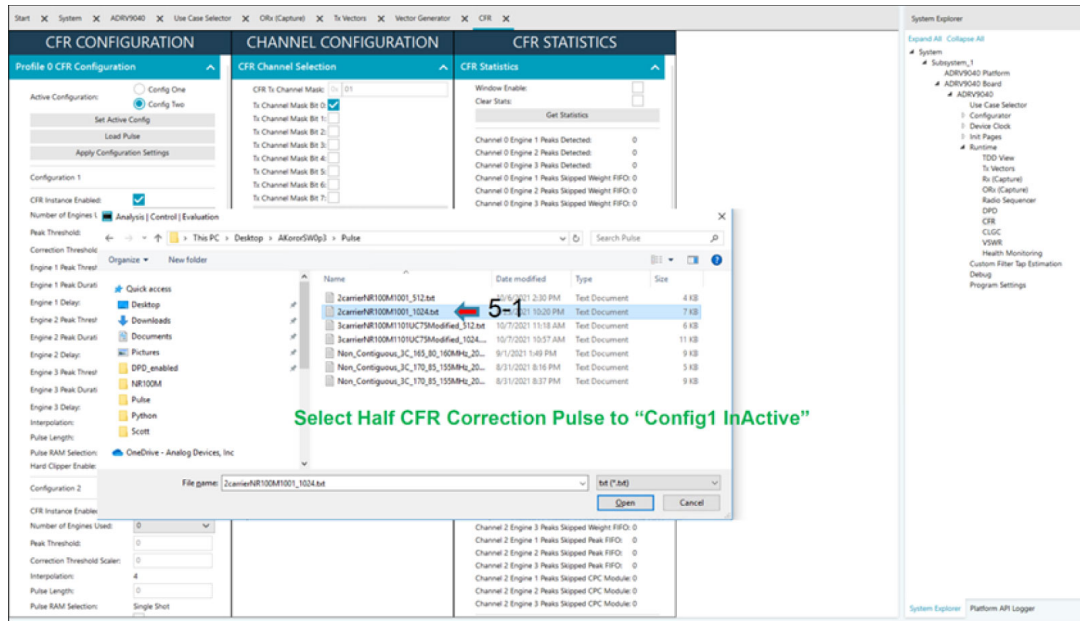 Start X System X ADRV9040 X Use Case Selector X ORx (Capture) X Tx Vectors X Vector Generator X CFR X
CFR CONFIGURATION
Profile 0 CFR Configuration
Active Configuration:
Config One
Config Two
Set Active Config
Load Pulse
Apply Configuration Settings
Configuration 1
CFR Instance Enabled:
Number of Engines U
Peak Threshold:
Correction Threshold
Engine 1 Peak Thresh
Engine 1 Peak Durati
Engine 1 Delay:
Engine 2 Peak Thresh
Engine 2 Peak Durati
Engine 2 Delay:
Engine 3 Peak Thresh
Engine 3 Peak Durati
Engine 3 Delay:
Interpolation:
Pulse Length:
Pulse RAM Selection:
Hard Clipper Enable:
Configuration 2
CFR Instance Enabled
Number of Engines Used: 0
Peak Threshold: 0
Correction Threshold Scaler: 0
Interpolation: 4
Pulse Length: 0
Pulse RAM Selection: Single Shot
CHANNEL CONFIGURATION
CFR Channel Selection
CFR Tx Channel Mask: 0x 01
Tx Channel Mask Bit 0:
Tx Channel Mask Bit 1:
Tx Channel Mask Bit 2:
Tx Channel Mask Bit 3:
Tx Channel Mask Bit 4:
Tx Channel Mask Bit 5:
Tx Channel Mask Bit 6:
Tx Channel Mask Bit 7:
CFR STATISTICS
CFR Statistics
Window Enable:
Clear Stats:
Get Statistics
Channel 0 Engine 1 Peaks Detected: 0
Channel 0 Engine 2 Peaks Detected: 0
Channel 0 Engine 3 Peaks Detected: 0
Channel 0 Engine 1 Peaks Skipped Weight FIFO: 0
Channel 0 Engine 2 Peaks Skipped Weight FIFO: 0
Channel 0 Engine 3 Peaks Skipped Weight FIFO: 0
Analysis | Control | Evaluation
This PC > Desktop > AKororSW0p3 > Pulse
Search Pulse
Organize
New folder
Quick access
Desktop
Downloads
Documents
Pictures
DPD_enabled
NR100M
Pulse
Python
Scott
OneDrive - Analog Devices, Inc
Name Date modified Type Size
2carrierNR100M1001_512.txt 10/6/2021 2:30 PM Text Document 4 KB
2carrierNR100M1001_1024.txt 10:20 PM Text Document 7 KB
5-1
3carrierNR100M1101UC75Modified_512.txt 10/7/2021 11:18 AM Text Document 6 KB
3carrierNR100M1101UC75Modified_1024.... 10/7/2021 10:57 AM Text Document 11 KB
Non_Contiguous_3C_165_80_160MHz_20... 9/1/2021 1:49 PM Text Document 9 KB
Non_Contiguous_3C_170_85_155MHz_20... 8/31/2021 8:16 PM Text Document 5 KB
Non_Contiguous_3C_170_85_155MHz_20... 8/31/2021 8:37 PM Text Document 9 KB
Select Half CFR Correction Pulse to “Config1 InActive”
File name: 2carrierNR100M1001_1024.txt
txt (*.txt)
Open Cancel
Channel 2 Engine 3 Peaks Skipped Weight FIFO: 0
Channel 2 Engine 1 Peaks Skipped Peak FIFO: 0
Channel 2 Engine 2 Peaks Skipped Peak FIFO: 0
Channel 2 Engine 3 Peaks Skipped Peak FIFO: 0
Channel 2 Engine 1 Peaks Skipped CPC Module: 0
Channel 2 Engine 2 Peaks Skipped CPC Module: 0
Channel 2 Engine 3 Peaks Skipped CPC Module: 0
System Explorer
Expand All Collapse All
System
Subsystem_1
ADRV9040 Platform
ADRV9040 Board
ADRV9040
Use Case Selector
Configurator
Device Clock
Init Pages
Runtime
TDD View
Tx Vectors
Rx (Capture)
ORx (Capture)
Radio Sequencer
DPD
CFR
CLGC
VSWR
Health Monitoring
Custom Filter Tap Estimation
Debug
Program Settings
System Explorer Platform API Logger